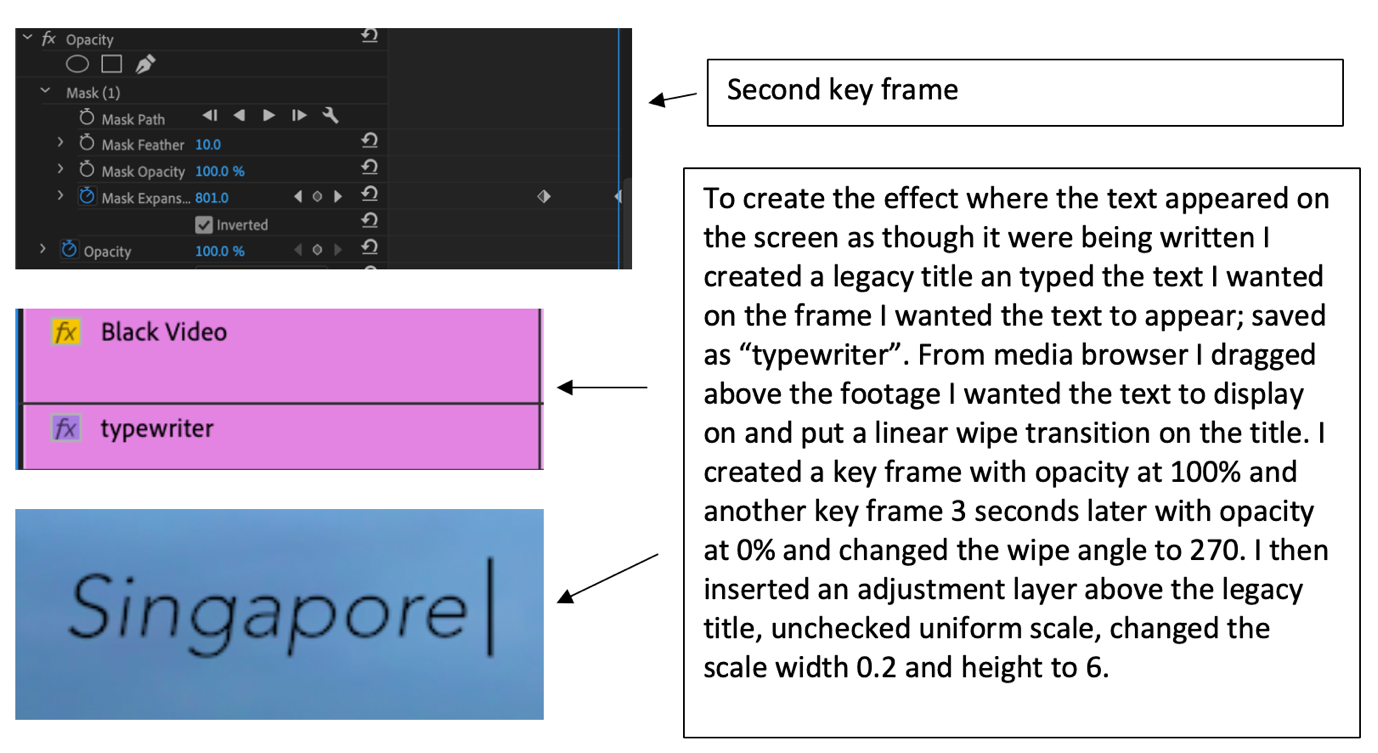 fx Opacity
Mask (1)
Mask Path
Mask Feather 10.0
Mask Opacity 100.0 %
Mask Expans... 801.0
Inverted
Opacity 100.0 %
Second key frame
fx Black Video
fx typewriter
Singapore|
To create the effect where the text appeared on
the screen as though it were being written I
created a legacy title an typed the text I wanted
on the frame I wanted the text to appear; saved
as “typewriter”. From media browser I dragged
above the footage I wanted the text to display
on and put a linear wipe transition on the title. I
created a key frame with opacity at 100% and
another key frame 3 seconds later with opacity
at 0% and changed the wipe angle to 270. I then
inserted an adjustment layer above the legacy
title, unchecked uniform scale, changed the
scale width 0.2 and height to 6.